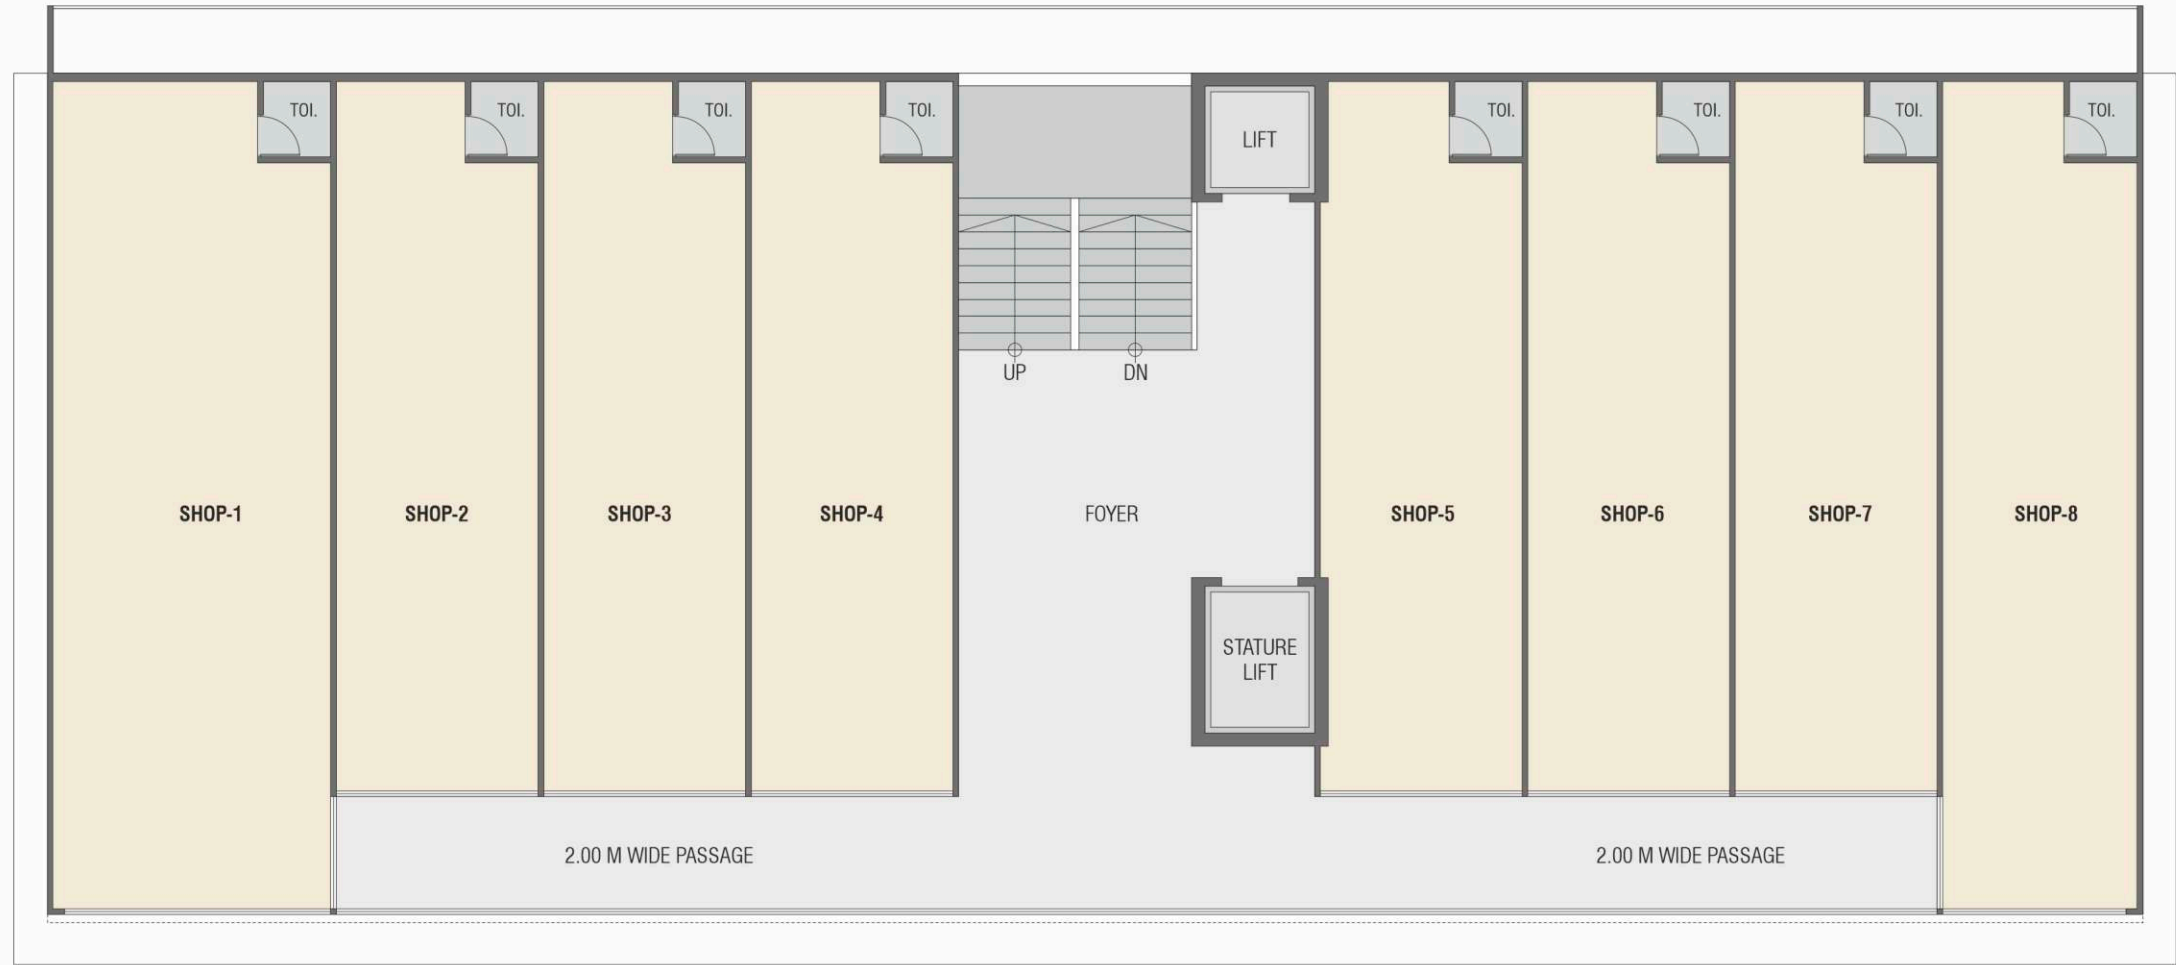 TOI.
TOI.
TOI.
TOI.
LIFT
TOI.
TOI.
TOI.
TOI.
UP
DN
SHOP-1
SHOP-2
SHOP-3
SHOP-4
FOYER
SHOP-5
SHOP-6
SHOP-7
SHOP-8
STATURE
LIFT
2.00 M WIDE PASSAGE
2.00 M WIDE PASSAGE